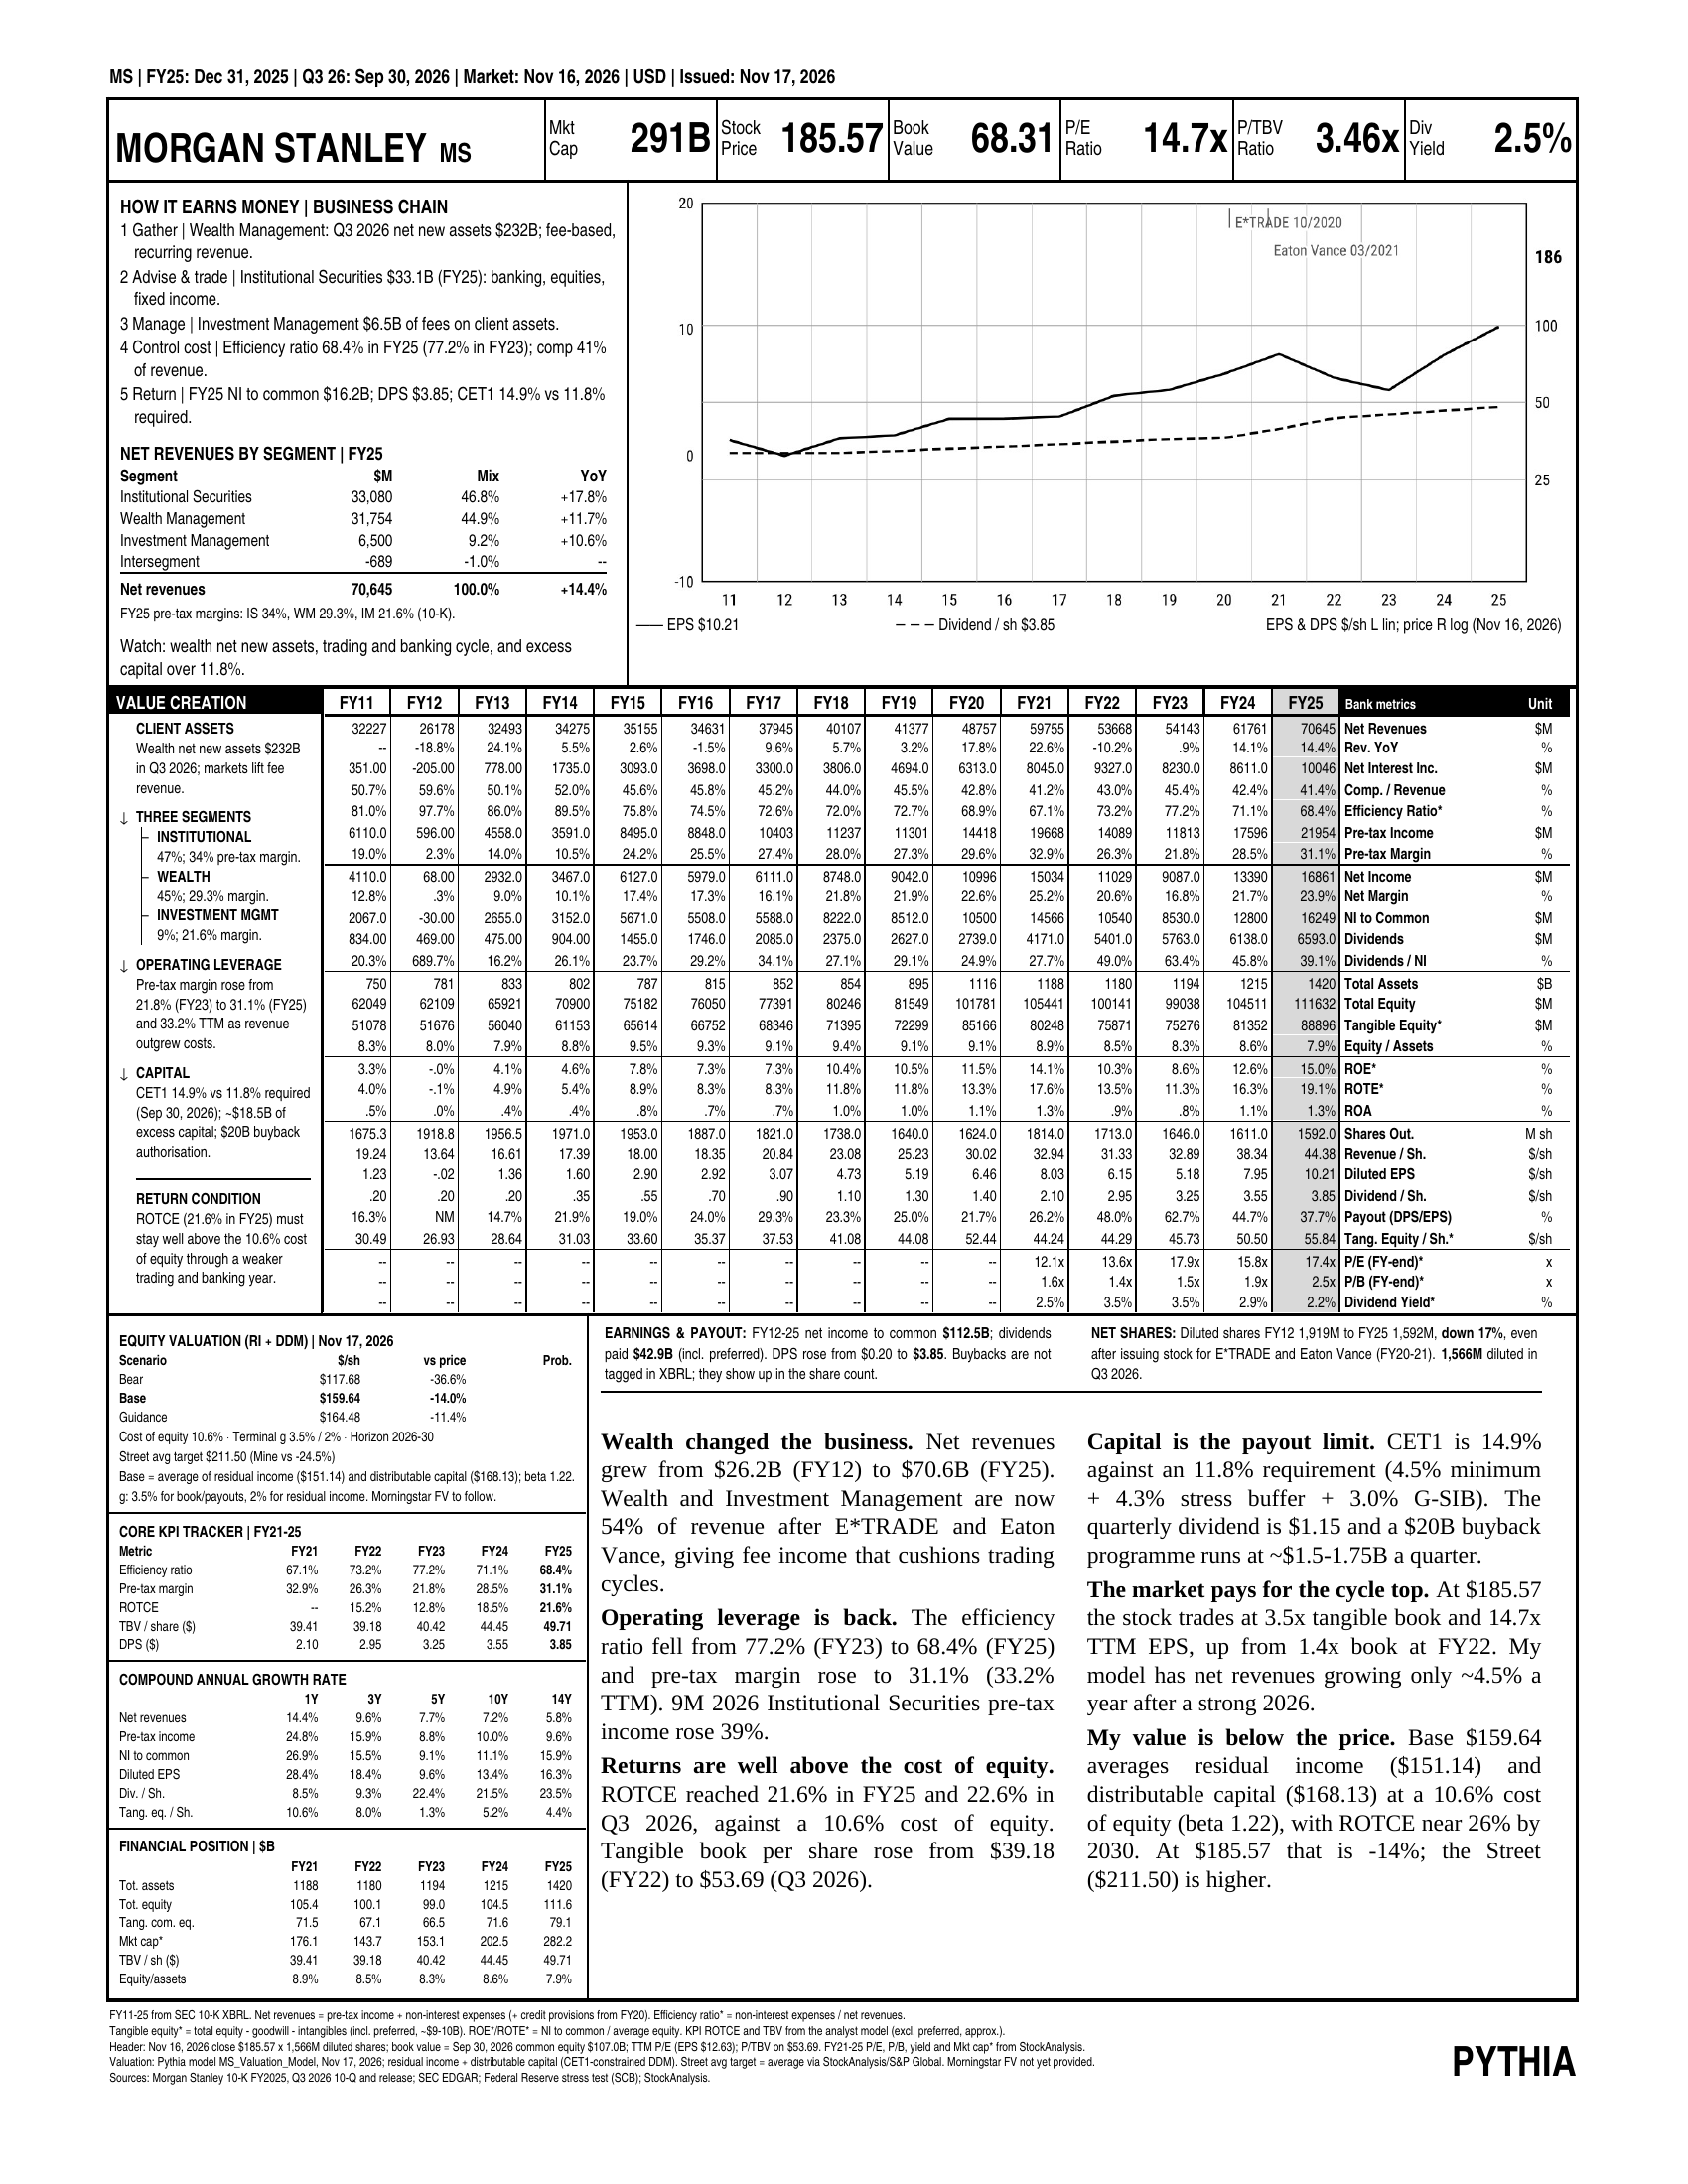 MS | FY25: Dec 31, 2025 | Q3 26: Sep 30, 2026 | Market: Nov 16, 2026 | USD | Issued: Nov 17, 2026
MORGAN STANLEY MS
Mkt Cap 291B
Stock Price 185.57
Book Value 68.31
P/E Ratio 14.7x
P/TBV Ratio 3.46x
Div Yield 2.5%
HOW IT EARNS MONEY | BUSINESS CHAIN
1 Gather | Wealth Management: Q3 2026 net new assets $232B; fee-based,
recurring revenue.
2 Advise & trade | Institutional Securities $33.1B (FY25): banking, equities,
fixed income.
3 Manage | Investment Management $6.5B of fees on client assets.
4 Control cost | Efficiency ratio 68.4% in FY25 (77.2% in FY23); comp 41%
of revenue.
5 Return | FY25 NI to common $16.2B; DPS $3.85; CET1 14.9% vs 11.8%
required.
NET REVENUES BY SEGMENT | FY25
Segment $M Mix YoY
Institutional Securities 33,080 46.8% +17.8%
Wealth Management 31,754 44.9% +11.7%
Investment Management 6,500 9.2% +10.6%
Intersegment -689 -1.0% --
Net revenues 70,645 100.0% +14.4%
FY25 pre-tax margins: IS 34%, WM 29.3%, IM 21.6% (10-K).
Watch: wealth net new assets, trading and banking cycle, and excess
capital over 11.8%.
20
10
0
-10
E*TRADE 10/2020
Eaton Vance 03/2021
186
100
50
25
11 12 13 14 15 16 17 18 19 20 21 22 23 24 25
EPS $10.21
Dividend / sh $3.85
EPS & DPS $/sh L lin; price R log (Nov 16, 2026)
VALUE CREATION
CLIENT ASSETS
Wealth net new assets $232B
in Q3 2026; markets lift fee
revenue.
↓ THREE SEGMENTS
INSTITUTIONAL
47%; 34% pre-tax margin.
WEALTH
45%; 29.3% margin.
INVESTMENT MGMT
9%; 21.6% margin.
↓ OPERATING LEVERAGE
Pre-tax margin rose from
21.8% (FY23) to 31.1% (FY25)
and 33.2% TTM as revenue
outgrew costs.
↓ CAPITAL
CET1 14.9% vs 11.8% required
(Sep 30, 2026); ~$18.5B of
excess capital; $20B buyback
authorisation.
RETURN CONDITION
ROTCE (21.6% in FY25) must
stay well above the 10.6% cost
of equity through a weaker
trading and banking year.
FY11 FY12 FY13 FY14 FY15 FY16 FY17 FY18 FY19 FY20 FY21 FY22 FY23 FY24 FY25 Bank metrics Unit
32227 26178 32493 34275 35155 34631 37945 40107 41377 48757 59755 53668 54143 61761 70645 Net Revenues $M
-- -18.8% 24.1% 5.5% 2.6% -1.5% 9.6% 5.7% 3.2% 17.8% 22.6% -10.2% .9% 14.1% 14.4% Rev. YoY %
351.00 -205.00 778.00 1735.0 3093.0 3698.0 3300.0 3806.0 4694.0 6313.0 8045.0 9327.0 8230.0 8611.0 10046 Net Interest Inc. $M
50.7% 59.6% 50.1% 52.0% 45.6% 45.8% 45.2% 44.0% 45.5% 42.8% 41.2% 43.0% 45.4% 42.4% 41.4% Comp. / Revenue %
81.0% 97.7% 86.0% 89.5% 75.8% 74.5% 72.6% 72.0% 72.7% 68.9% 67.1% 73.2% 77.2% 71.1% 68.4% Efficiency Ratio* %
6110.0 596.00 4558.0 3591.0 8495.0 8848.0 10403 11237 11301 14418 19668 14089 11813 17596 21954 Pre-tax Income $M
19.0% 2.3% 14.0% 10.5% 24.2% 25.5% 27.4% 28.0% 27.3% 29.6% 32.9% 26.3% 21.8% 28.5% 31.1% Pre-tax Margin %
4110.0 68.00 2932.0 3467.0 6127.0 5979.0 6111.0 8748.0 9042.0 10996 15034 11029 9087.0 13390 16861 Net Income $M
12.8% .3% 9.0% 10.1% 17.4% 17.3% 16.1% 21.8% 21.9% 22.6% 25.2% 20.6% 16.8% 21.7% 23.9% Net Margin %
2067.0 -30.00 2655.0 3152.0 5671.0 5508.0 5588.0 8222.0 8512.0 10500 14566 10540 8530.0 12800 16249 NI to Common $M
834.00 469.00 475.00 904.00 1455.0 1746.0 2085.0 2375.0 2627.0 2739.0 4171.0 5401.0 5763.0 6138.0 6593.0 Dividends $M
20.3% 689.7% 16.2% 26.1% 23.7% 29.2% 34.1% 27.1% 29.1% 24.9% 27.7% 49.0% 63.4% 45.8% 39.1% Dividends / NI %
750 781 833 802 787 815 852 854 895 1116 1188 1180 1194 1215 1420 Total Assets $B
62049 62109 65921 70900 75182 76050 77391 80246 81549 101781 105441 100141 99038 104511 111632 Total Equity $M
51078 51676 56040 61153 65614 66752 68346 71395 72299 85166 80248 75871 75276 81352 88896 Tangible Equity* $M
8.3% 8.0% 7.9% 8.8% 9.5% 9.3% 9.1% 9.4% 9.1% 9.1% 8.9% 8.5% 8.3% 8.6% 7.9% Equity / Assets %
3.3% -.0% 4.1% 4.6% 7.8% 7.3% 7.3% 10.4% 10.5% 11.5% 14.1% 10.3% 8.6% 12.6% 15.0% ROE* %
4.0% -.1% 4.9% 5.4% 8.9% 8.3% 8.3% 11.8% 11.8% 13.3% 17.6% 13.5% 11.3% 16.3% 19.1% ROTE* %
.5% .0% .4% .4% .8% .7% .7% 1.0% 1.0% 1.1% 1.3% .9% .8% 1.1% 1.3% ROA %
1675.3 1918.8 1956.5 1971.0 1953.0 1887.0 1821.0 1738.0 1640.0 1624.0 1814.0 1713.0 1646.0 1611.0 1592.0 Shares Out. M sh
19.24 13.64 16.61 17.39 18.00 18.35 20.84 23.08 25.23 30.02 32.94 31.33 32.89 38.34 44.38 Revenue / Sh. $/sh
1.23 -.02 1.36 1.60 2.90 2.92 3.07 4.73 5.19 6.46 8.03 6.15 5.18 7.95 10.21 Diluted EPS $/sh
.20 .20 .20 .35 .55 .70 .90 1.10 1.30 1.40 2.10 2.95 3.25 3.55 3.85 Dividend / Sh. $/sh
16.3% NM 14.7% 21.9% 19.0% 24.0% 29.3% 23.3% 25.0% 21.7% 26.2% 48.0% 62.7% 44.7% 37.7% Payout (DPS/EPS) %
30.49 26.93 28.64 31.03 33.60 35.37 37.53 41.08 44.08 52.44 44.24 44.29 45.73 50.50 55.84 Tang. Equity / Sh.* $/sh
-- -- -- -- -- -- -- -- -- -- 12.1x 13.6x 17.9x 15.8x 17.4x P/E (FY-end)* x
-- -- -- -- -- -- -- -- -- -- 1.6x 1.4x 1.5x 1.9x 2.5x P/B (FY-end)* x
-- -- -- -- -- -- -- -- -- -- 2.5% 3.5% 3.5% 2.9% 2.2% Dividend Yield* %
EQUITY VALUATION (RI + DDM) | Nov 17, 2026
Scenario $/sh vs price Prob.
Bear $117.68 -36.6%
Base $159.64 -14.0%
Guidance $164.48 -11.4%
Cost of equity 10.6% · Terminal g 3.5% / 2% · Horizon 2026-30
Street avg target $211.50 (Mine vs -24.5%)
Base = average of residual income ($151.14) and distributable capital ($168.13); beta 1.22.
g: 3.5% for book/payouts, 2% for residual income. Morningstar FV to follow.
CORE KPI TRACKER | FY21-25
Metric FY21 FY22 FY23 FY24 FY25
Efficiency ratio 67.1% 73.2% 77.2% 71.1% 68.4%
Pre-tax margin 32.9% 26.3% 21.8% 28.5% 31.1%
ROTCE -- 15.2% 12.8% 18.5% 21.6%
TBV / share ($) 39.41 39.18 40.42 44.45 49.71
DPS ($) 2.10 2.95 3.25 3.55 3.85
COMPOUND ANNUAL GROWTH RATE
1Y 3Y 5Y 10Y 14Y
Net revenues 14.4% 9.6% 7.7% 7.2% 5.8%
Pre-tax income 24.8% 15.9% 8.8% 10.0% 9.6%
NI to common 26.9% 15.5% 9.1% 11.1% 15.9%
Diluted EPS 28.4% 18.4% 9.6% 13.4% 16.3%
Div. / Sh. 8.5% 9.3% 22.4% 21.5% 23.5%
Tang. eq. / Sh. 10.6% 8.0% 1.3% 5.2% 4.4%
FINANCIAL POSITION | $B
FY21 FY22 FY23 FY24 FY25
Tot. assets 1188 1180 1194 1215 1420
Tot. equity 105.4 100.1 99.0 104.5 111.6
Tang. com. eq. 71.5 67.1 66.5 71.6 79.1
Mkt cap* 176.1 143.7 153.1 202.5 282.2
TBV / sh ($) 39.41 39.18 40.42 44.45 49.71
Equity/assets 8.9% 8.5% 8.3% 8.6% 7.9%
EARNINGS & PAYOUT: FY12-25 net income to common $112.5B; dividends
paid $42.9B (incl. preferred). DPS rose from $0.20 to $3.85. Buybacks are not
tagged in XBRL; they show up in the share count.
NET SHARES: Diluted shares FY12 1,919M to FY25 1,592M, down 17%, even
after issuing stock for E*TRADE and Eaton Vance (FY20-21). 1,566M diluted in
Q3 2026.
Wealth changed the business. Net revenues
grew from $26.2B (FY12) to $70.6B (FY25).
Wealth and Investment Management are now
54% of revenue after E*TRADE and Eaton
Vance, giving fee income that cushions trading
cycles.
Operating leverage is back. The efficiency
ratio fell from 77.2% (FY23) to 68.4% (FY25)
and pre-tax margin rose to 31.1% (33.2%
TTM). 9M 2026 Institutional Securities pre-tax
income rose 39%.
Returns are well above the cost of equity.
ROTCE reached 21.6% in FY25 and 22.6% in
Q3 2026, against a 10.6% cost of equity.
Tangible book per share rose from $39.18
(FY22) to $53.69 (Q3 2026).
Capital is the payout limit. CET1 is 14.9%
against an 11.8% requirement (4.5% minimum
+ 4.3% stress buffer + 3.0% G-SIB). The
quarterly dividend is $1.15 and a $20B buyback
programme runs at ~$1.5-1.75B a quarter.
The market pays for the cycle top. At $185.57
the stock trades at 3.5x tangible book and 14.7x
TTM EPS, up from 1.4x book at FY22. My
model has net revenues growing only ~4.5% a
year after a strong 2026.
My value is below the price. Base $159.64
averages residual income ($151.14) and
distributable capital ($168.13) at a 10.6% cost
of equity (beta 1.22), with ROTCE near 26% by
2030. At $185.57 that is -14%; the Street
($211.50) is higher.
FY11-25 from SEC 10-K XBRL. Net revenues = pre-tax income + non-interest expenses (+ credit provisions from FY20). Efficiency ratio* = non-interest expenses / net revenues.
Tangible equity* = total equity - goodwill - intangibles (incl. preferred, ~$9-10B). ROE*/ROTE* = NI to common / average equity. KPI ROTCE and TBV from the analyst model (excl. preferred, approx.).
Header: Nov 16, 2026 close $185.57 x 1,566M diluted shares; book value = Sep 30, 2026 common equity $107.0B; TTM P/E (EPS $12.63); P/TBV on $53.69. FY21-25 P/E, P/B, yield and Mkt cap* from StockAnalysis.
Valuation: Pythia model MS_Valuation_Model, Nov 17, 2026; residual income + distributable capital (CET1-constrained DDM). Street avg target = average via StockAnalysis/S&P Global. Morningstar FV not yet provided.
Sources: Morgan Stanley 10-K FY2025, Q3 2026 10-Q and release; SEC EDGAR; Federal Reserve stress test (SCB); StockAnalysis.
PYTHIA